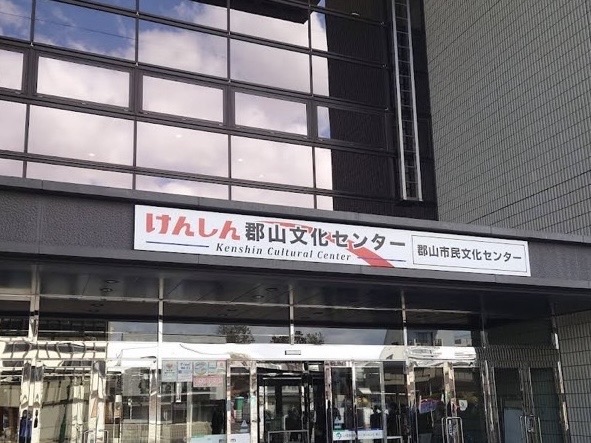 けんしん郡山文化センター
Kenshin Cultural Center
郡山市民文化センター